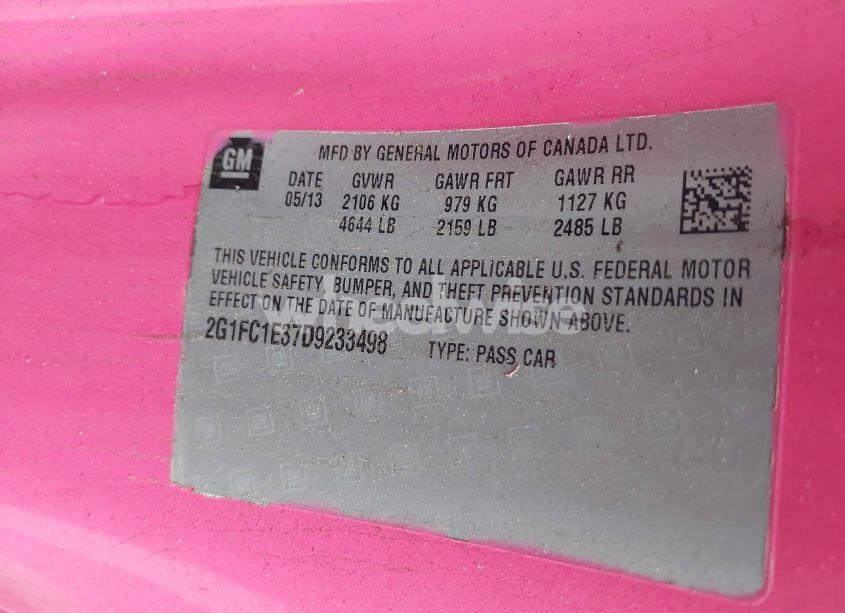 GM
MFD BY GENERAL MOTORS OF CANADA LTD.
DATE GVWR GAWR FRT GAWR RR
05/13 2106 KG 979 KG 1127 KG
4644 LB 2159 LB 2485 LB
THIS VEHICLE CONFORMS TO ALL APPLICABLE U.S. FEDERAL MOTOR
VEHICLE SAFETY, BUMPER, AND THEFT PREVENTION STANDARDS IN
EFFECT ON THE DATE OF MANUFACTURE SHOWN ABOVE.
2G1FC1E37D9233498 TYPE: PASS CAR